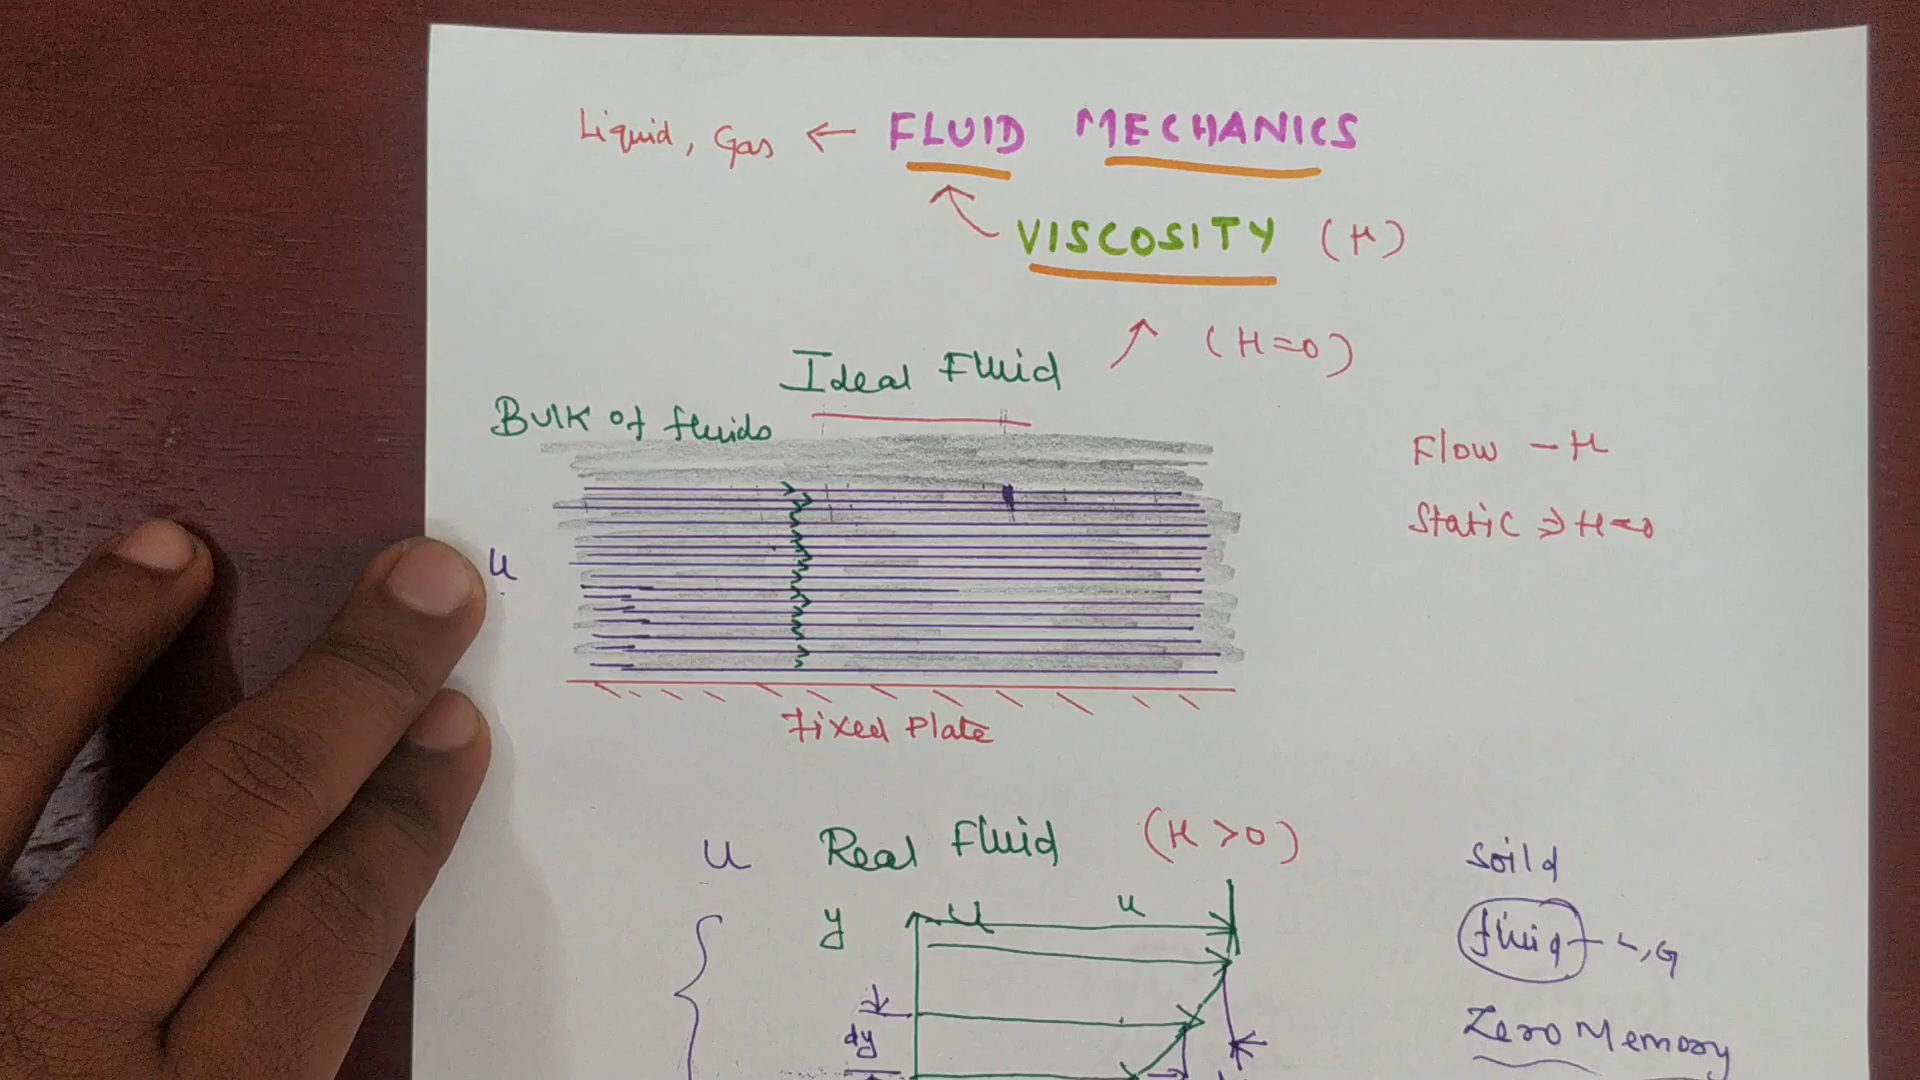 Liquid, Gas ← FLUID MECHANICS
VISCOSITY (μ)
Ideal Fluid (μ=0)
Bulk of fluids
Flow - μ
Static ⇒ μ=0
u
Fixed Plate
u Real Fluid (μ>0)
Soild
fluid - L, G
y u u
Zero Memory
dy